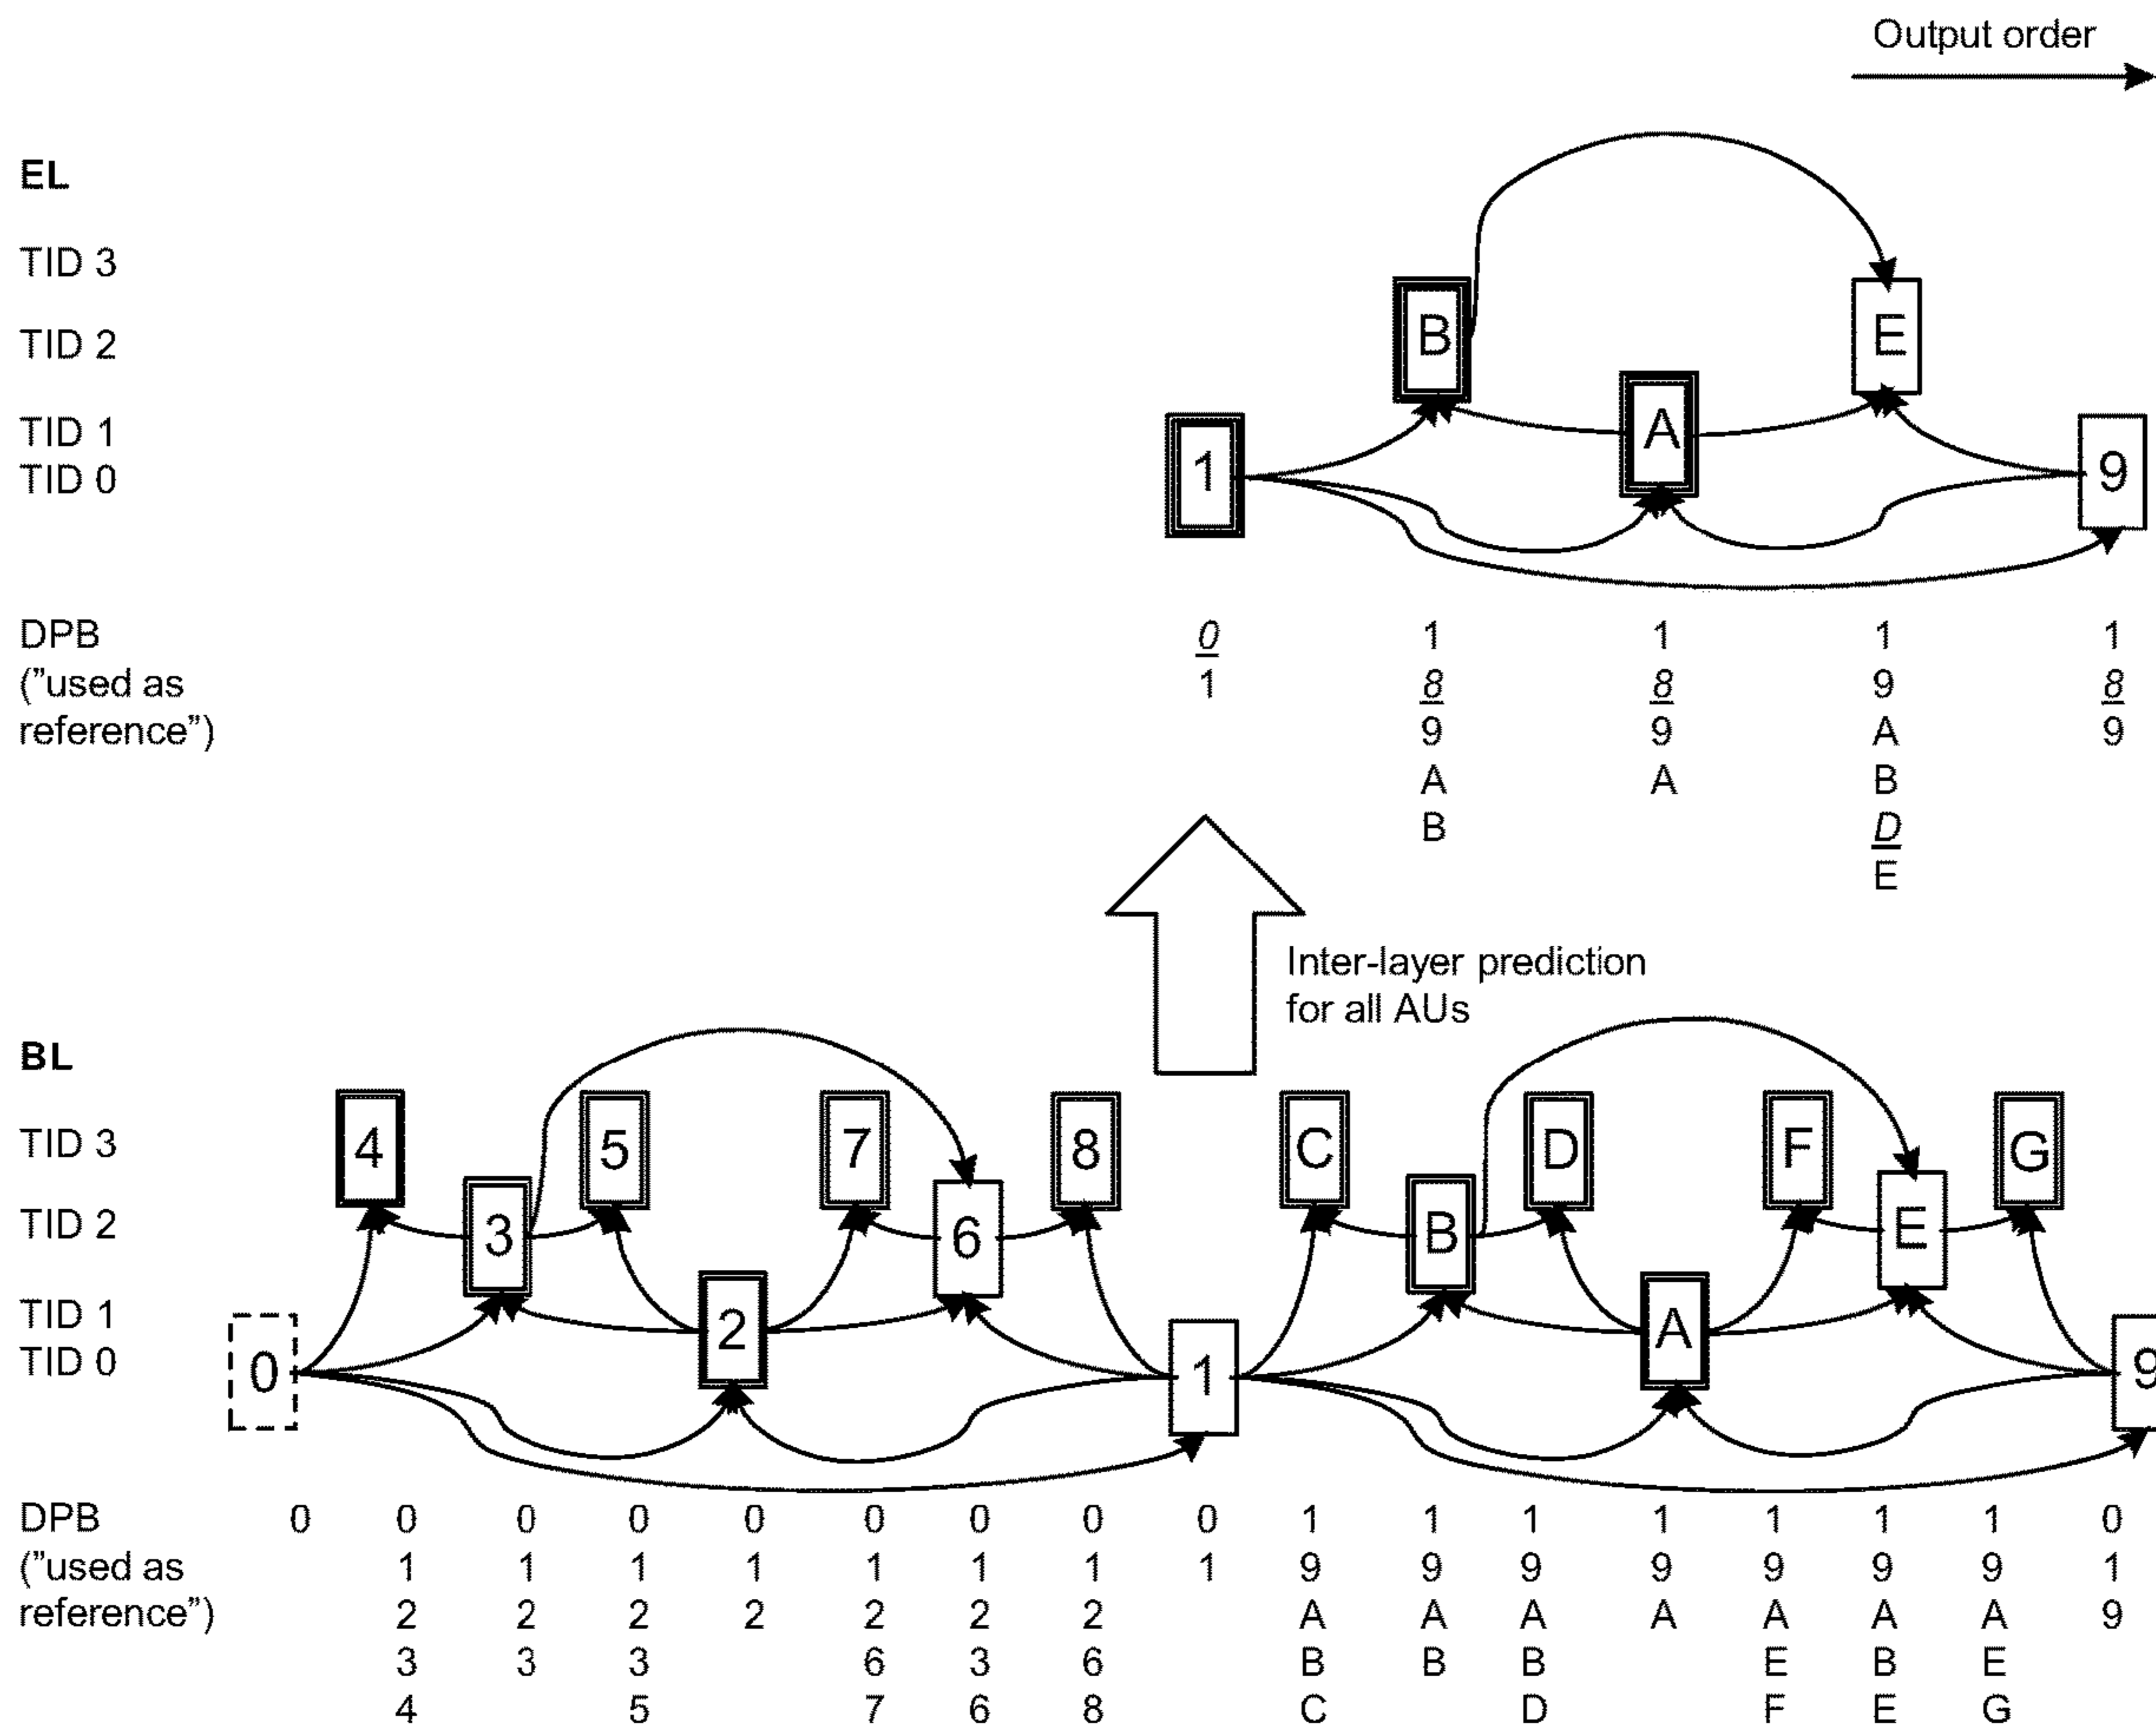 Output order
EL
TID 3
TID 2
TID 1
TID 0
B
E
A
1
9
DPB
("used as
reference")
0 1 1 1 1
1 8 8 9 8
9 9 A 9
A A B
B D
E
Inter-layer prediction
for all AUs
BL
TID 3
TID 2
TID 1
TID 0
4 5 7 8 C D F G
3 6 B E
2 A
0 1 9
DPB
("used as
reference")
0 0 0 0 0 0 0 0 0 1 1 1 1 1 1 1 0
1 1 1 1 1 1 1 1 9 9 9 9 9 9 9 1
2 2 2 2 2 2 2 A A A A A A A 9
3 3 3 6 3 6 B B B E B E
4 5 7 6 8 C D F E G